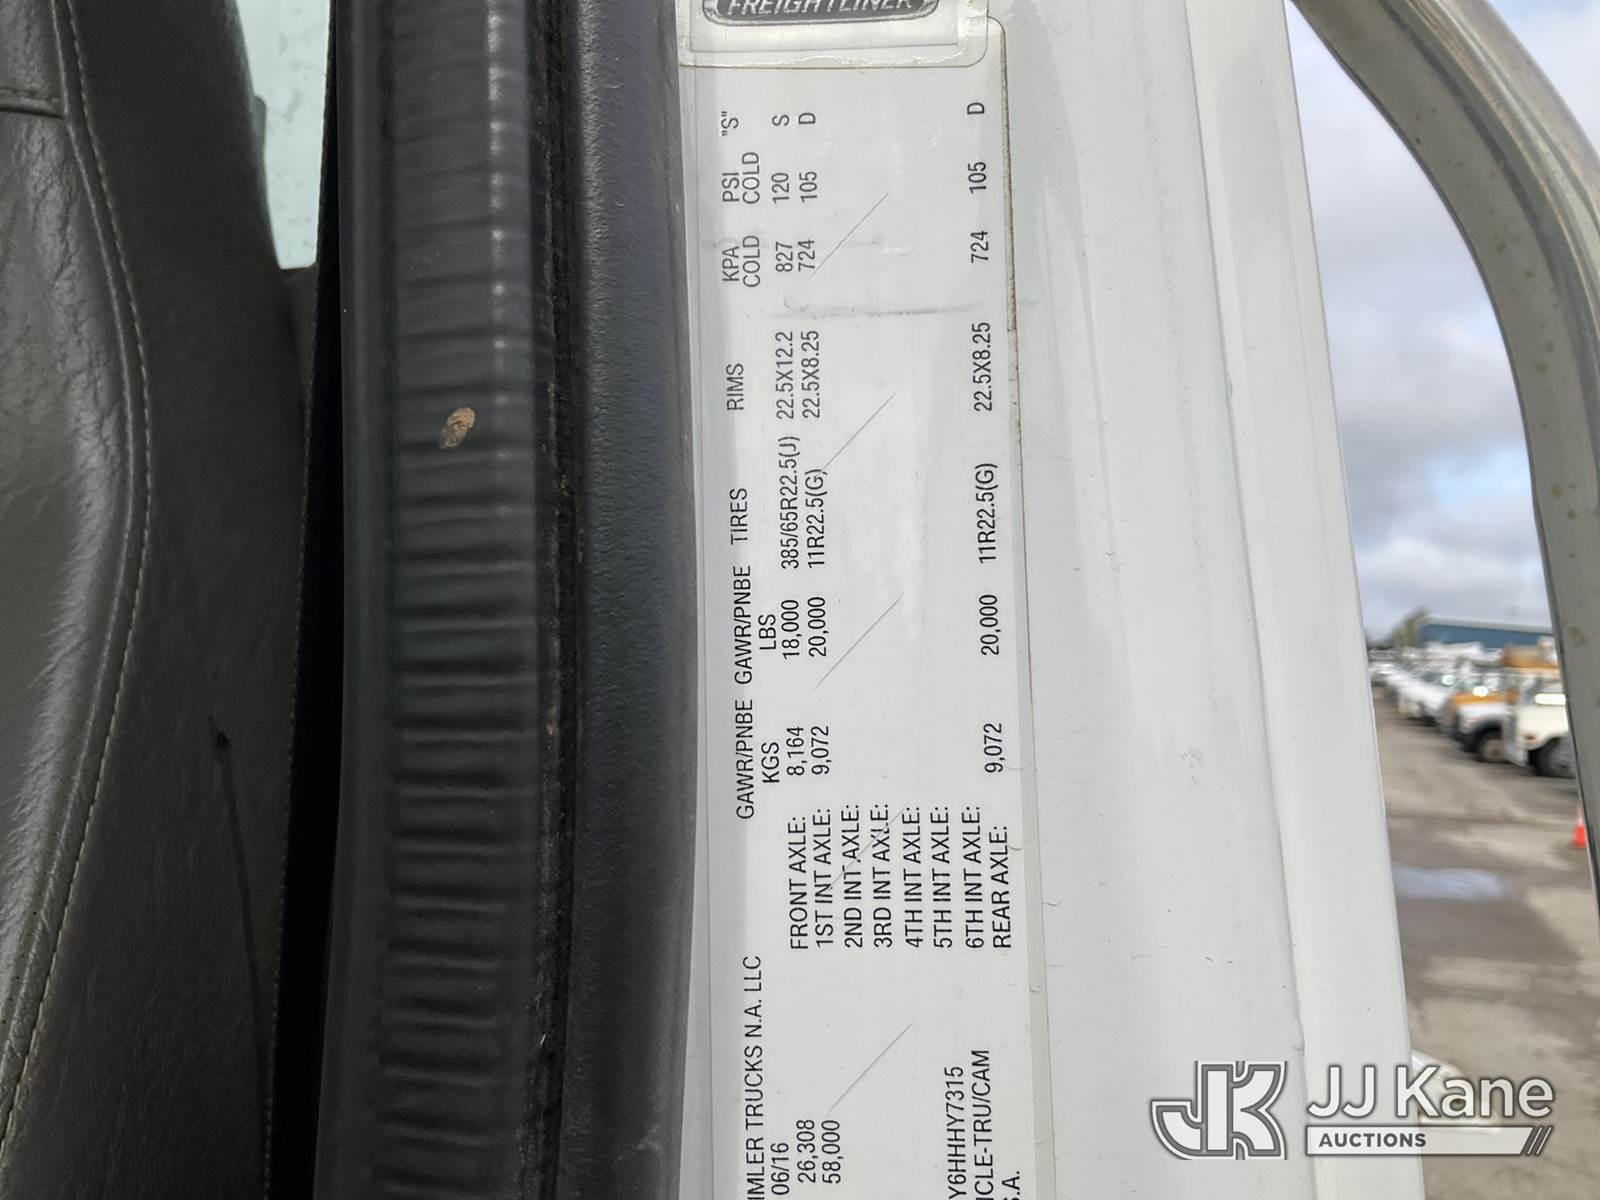 FREIGHTLINER
GAWR/PNBE GAWR/PNBE TIRES RIMS KPA PSI "S"
KGS LBS COLD COLD
FRONT AXLE: 8,164 18,000 385/65R22.5(J) 22.5X12.2 827 120 S
1ST INT AXLE: 9,072 20,000 11R22.5(G) 22.5X8.25 724 105 D
2ND INT AXLE:
3RD INT AXLE:
4TH INT AXLE:
5TH INT AXLE:
6TH INT AXLE:
REAR AXLE: 9,072 20,000 11R22.5(G) 22.5X8.25 724 105 D
IMLER TRUCKS N.A. LLC
06/16
26,308
58,000
Y6HHHY7315
ICLE-TRU/CAM
S.A.
JK JJ Kane
AUCTIONS